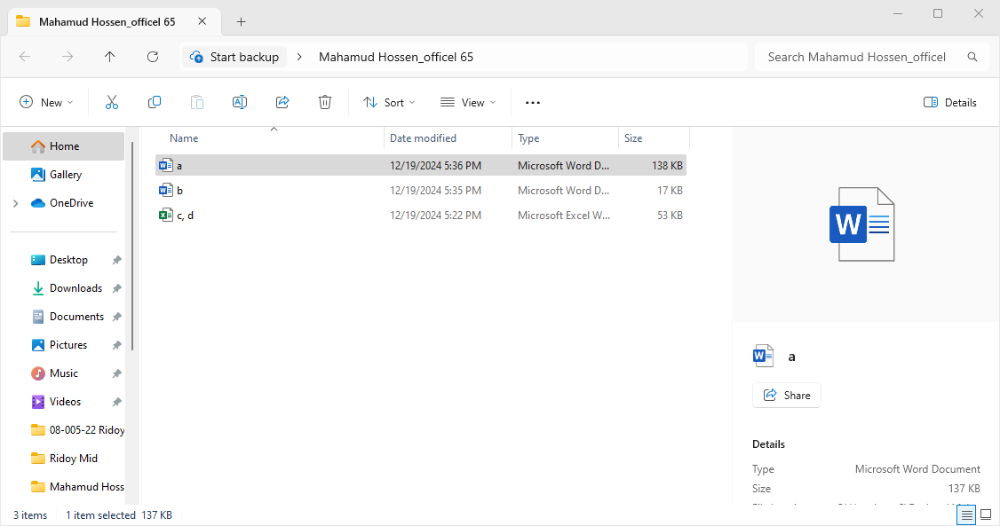 Mahamud Hossen_officel 65
Start backup > Mahamud Hossen_officel 65
Search Mahamud Hossen_officel
New
Sort
View
Details
Name Date modified Type Size
Home
Gallery
OneDrive
Desktop
Downloads
Documents
Pictures
Music
Videos
08-005-22 Ridoy
Ridoy Mid
Mahamud Hoss
a 12/19/2024 5:36 PM Microsoft Word D... 138 KB
b 12/19/2024 5:35 PM Microsoft Word D... 17 KB
c, d 12/19/2024 5:22 PM Microsoft Excel W... 53 KB
W
a
Share
Details
Type Microsoft Word Document
Size 137 KB
3 items 1 item selected 137 KB